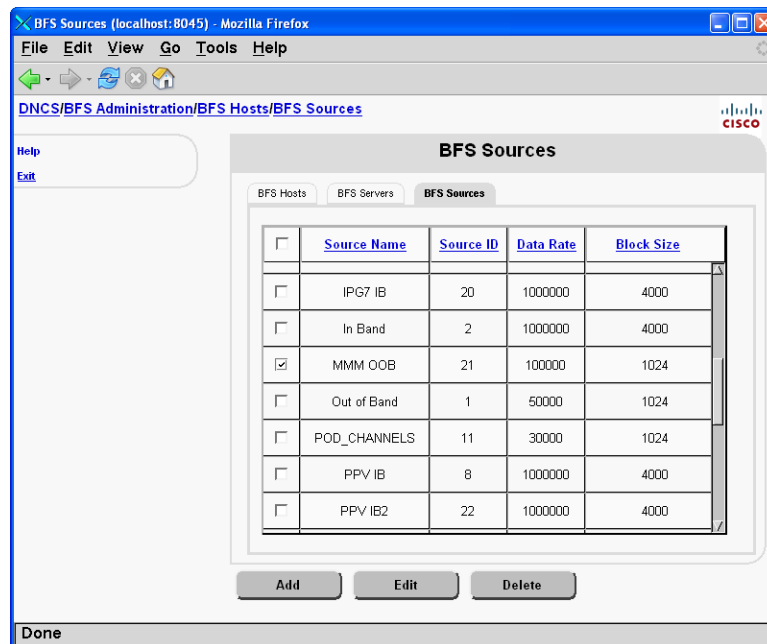 BFS Sources (localhost:8045) - Mozilla Firefox
File Edit View Go Tools Help
DNCS/BFS Administration/BFS Hosts/BFS Sources
CISCO
Help
Exit
BFS Sources
BFS Hosts BFS Servers BFS Sources
Source Name Source ID Data Rate Block Size
IPG7 IB 20 1000000 4000
In Band 2 1000000 4000
MMM OOB 21 100000 1024
Out of Band 1 50000 1024
POD_CHANNELS 11 30000 1024
PPV IB 8 1000000 4000
PPV IB2 22 1000000 4000
Add Edit Delete
Done